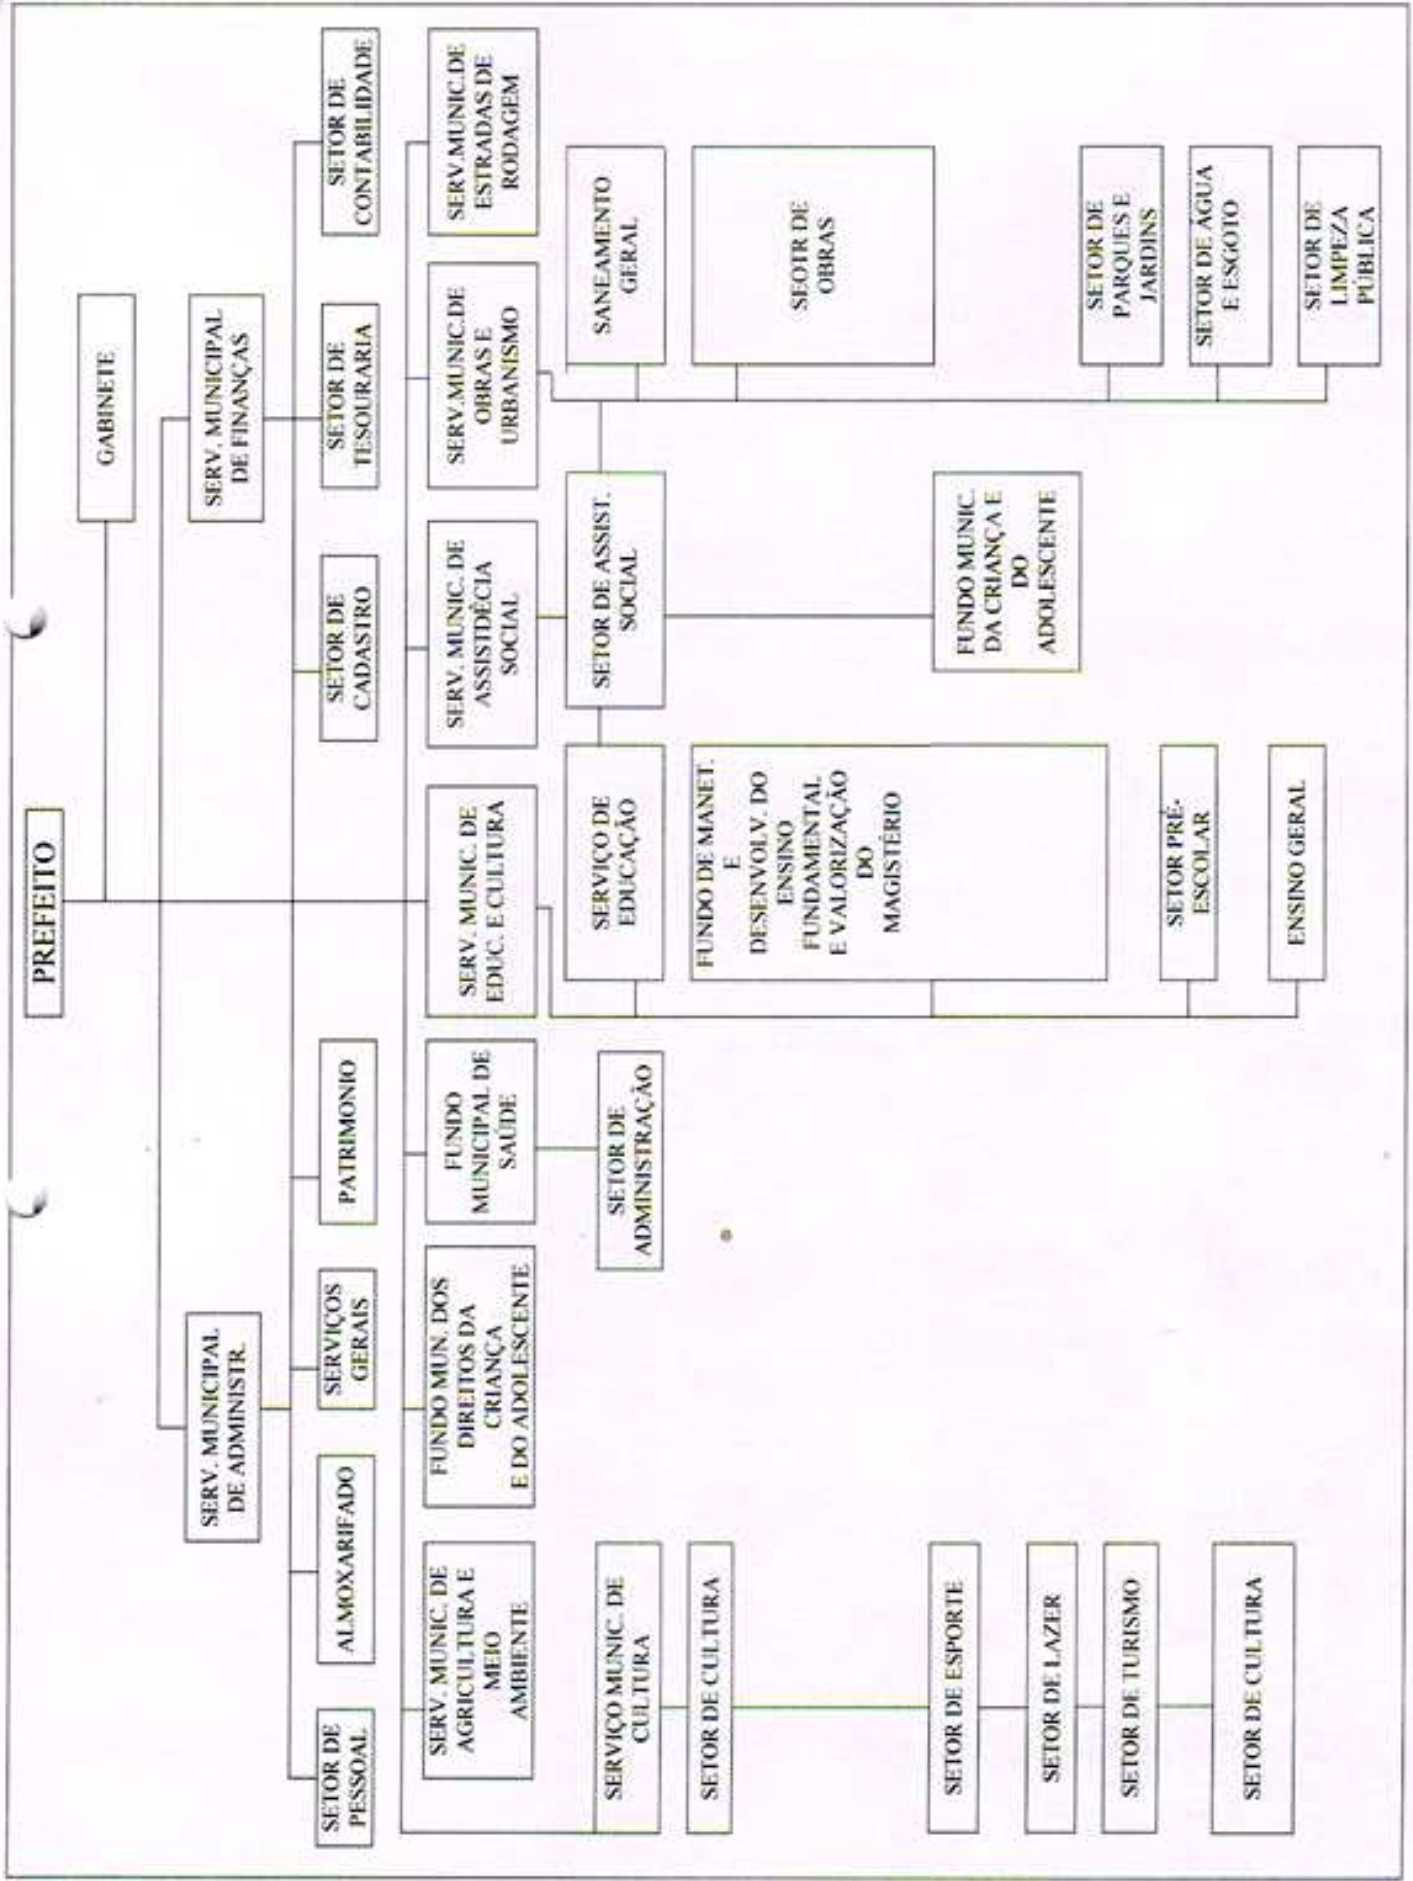 PREFEITO
GABINETE
SERV. MUNICIPAL
DE ADMINISTR.
SERV. MUNICIPAL
DE FINANÇAS
SETOR DE
PESSOAL
ALMOXARIFADO
SERVIÇOS
GERAIS
PATRIMONIO
SETOR DE
CADASTRO
SETOR DE
TESOURARIA
SETOR DE
CONTABILIDADE
SERV. MUNIC. DE
AGRICULTURA E
MEIO
AMBIENTE
FUNDO MUN. DOS
DIREITOS DA
CRIANÇA
E DO ADOLESCENTE
FUNDO
MUNICIPAL DE
SAÚDE
SERV. MUNIC. DE
EDUC. E CULTURA
SERV. MUNIC. DE
ASSISTDÊCIA
SOCIAL
SERV.MUNIC.DE
OBRAS E
URBANISMO
SERV.MUNIC.DE
ESTRADAS DE
RODAGEM
SERVIÇO MUNIC. DE
CULTURA
SETOR DE CULTURA
SETOR DE ESPORTE
SETOR DE LAZER
SETOR DE TURISMO
SETOR DE CULTURA
SETOR DE
ADMINISTRAÇÃO
SERVIÇO DE
EDUCAÇÃO
FUNDO DE MANET.
E
DESENVOLV. DO
ENSINO
FUNDAMENTAL
E VALORIZAÇÃO
DO
MAGISTÉRIO
SETOR PRÉ-
ESCOLAR
ENSINO GERAL
SETOR DE ASSIST.
SOCIAL
FUNDO MUNIC.
DA CRIANÇA E
DO
ADOLESCENTE
SANEAMENTO
GERAL
SEOTR DE
OBRAS
SETOR DE
PARQUES E
JARDINS
SETOR DE ÁGUA
E ESGOTO
SETOR DE
LIMPEZA
PÚBLICA